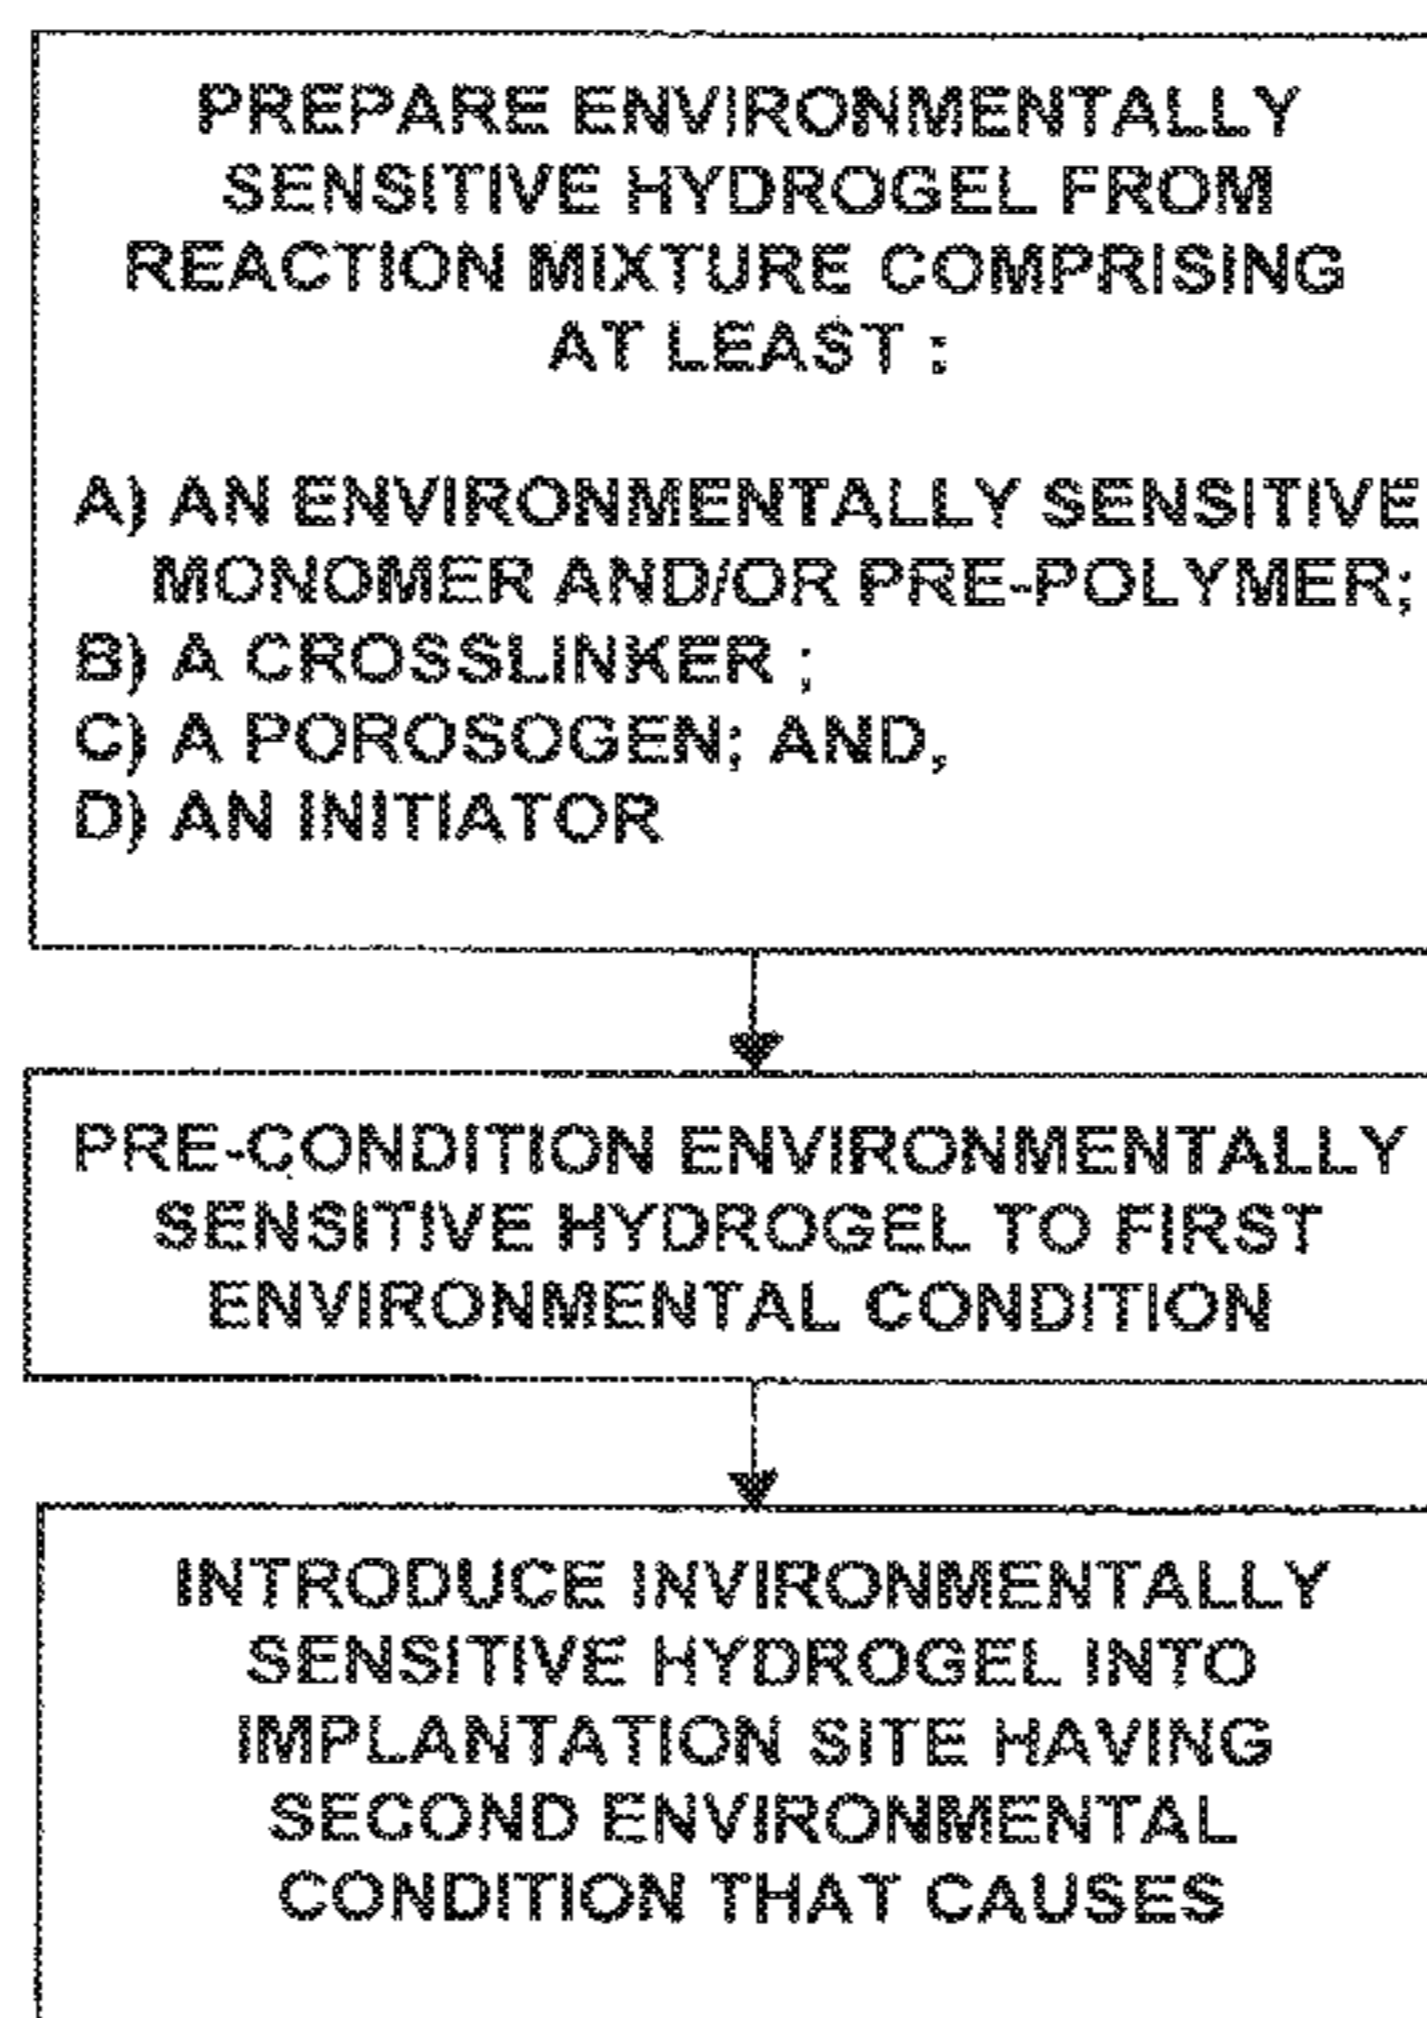 PREPARE ENVIRONMENTALLY
SENSITIVE HYDROGEL FROM
REACTION MIXTURE COMPRISING
AT LEAST :
A) AN ENVIRONMENTALLY SENSITIVE
MONOMER AND/OR PRE-POLYMER;
B) A CROSSLINKER ;
C) A POROSOGEN; AND,
D) AN INITIATOR
PRE-CONDITION ENVIRONMENTALLY
SENSITIVE HYDROGEL TO FIRST
ENVIRONMENTAL CONDITION
INTRODUCE INVIRONMENTALLY
SENSITIVE HYDROGEL INTO
IMPLANTATION SITE HAVING
SECOND ENVIRONMENTAL
CONDITION THAT CAUSES